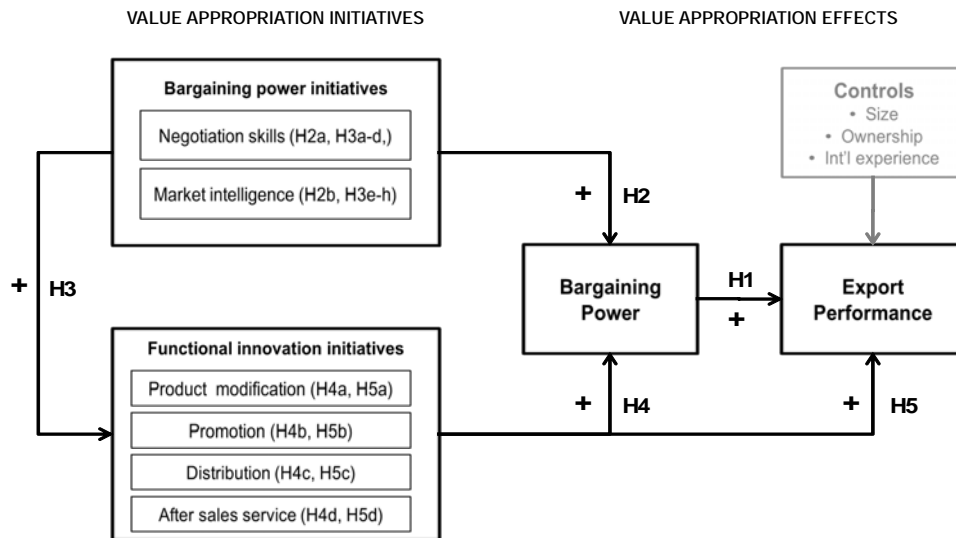 VALUE APPROPRIATION INITIATIVES
VALUE APPROPRIATION EFFECTS
Bargaining power initiatives
Negotiation skills (H2a, H3a-d,)
Market intelligence (H2b, H3e-h)
Controls
• Size
• Ownership
• Int'l experience
+ H2
+ H3
Bargaining
Power
H1
+
Export
Performance
Functional innovation initiatives
Product modification (H4a, H5a)
Promotion (H4b, H5b)
Distribution (H4c, H5c)
After sales service (H4d, H5d)
+ H4
+ H5